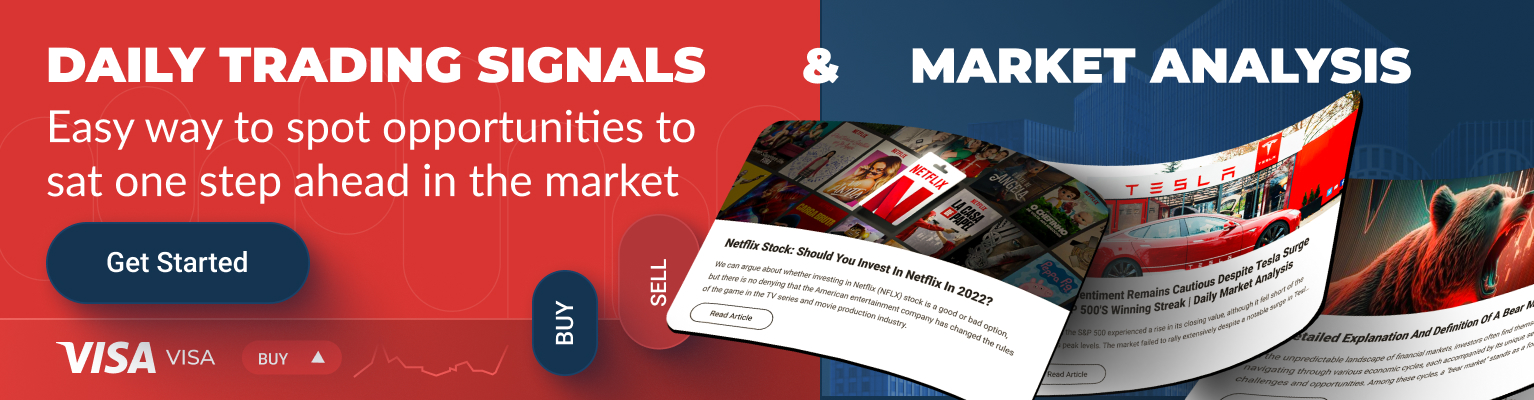 DAILY TRADING SIGNALS & MARKET ANALYSIS
Easy way to spot opportunities to
sat one step ahead in the market
Get Started
VISA VISA BUY
BUY
SELL
NETFLIX
LA CASA
PAPEL
Netflix Stock: Should You Invest In Netflix In 2022?
We can argue about whether investing in Netflix (NFLX) stock is a good or bad option,
but there is no denying that the American entertainment company has changed the rules
of the game in the TV series and movie production industry.
Read Article
TESLA
TESLA
entiment Remains Cautious Despite Tesla Surge
500'S Winning Streak | Daily Market Analysis
the S&P 500 experienced a rise in its closing value, although it fell short of the
peak levels. The market failed to rally extensively despite a notable surge in Tesl...
Read Article
etailed Explanation And Definition Of A Bear M
the unpredictable landscape of financial markets, investors often find thems
navigating through various economic cycles, each accompanied by its unique se
challenges and opportunities. Among these cycles, a "bear market" stands as a fo